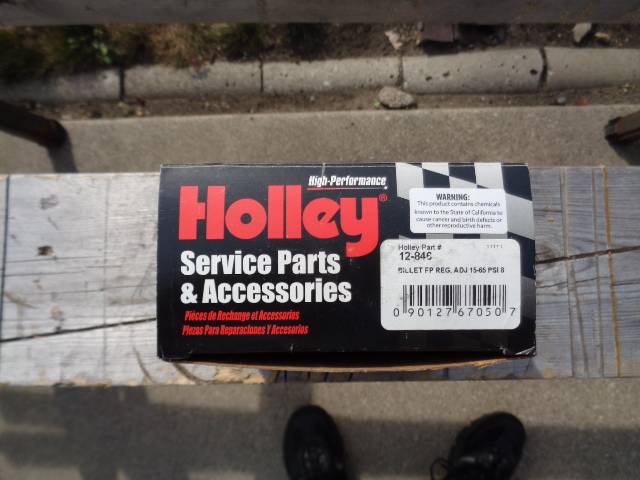 High-Performance
Holley®
Service Parts
& Accessories
Pièces de Rechange et Accessories
Piezas Para Reparaciones Y Accesorios
WARNING:
This product contains chemicals
known to the State of California to
cause cancer and birth defects or
other reproductive harm.
Holley Part #
12-846
BILLET FP REG, ADJ 15-65 PSI 8
0 90127 67050 7